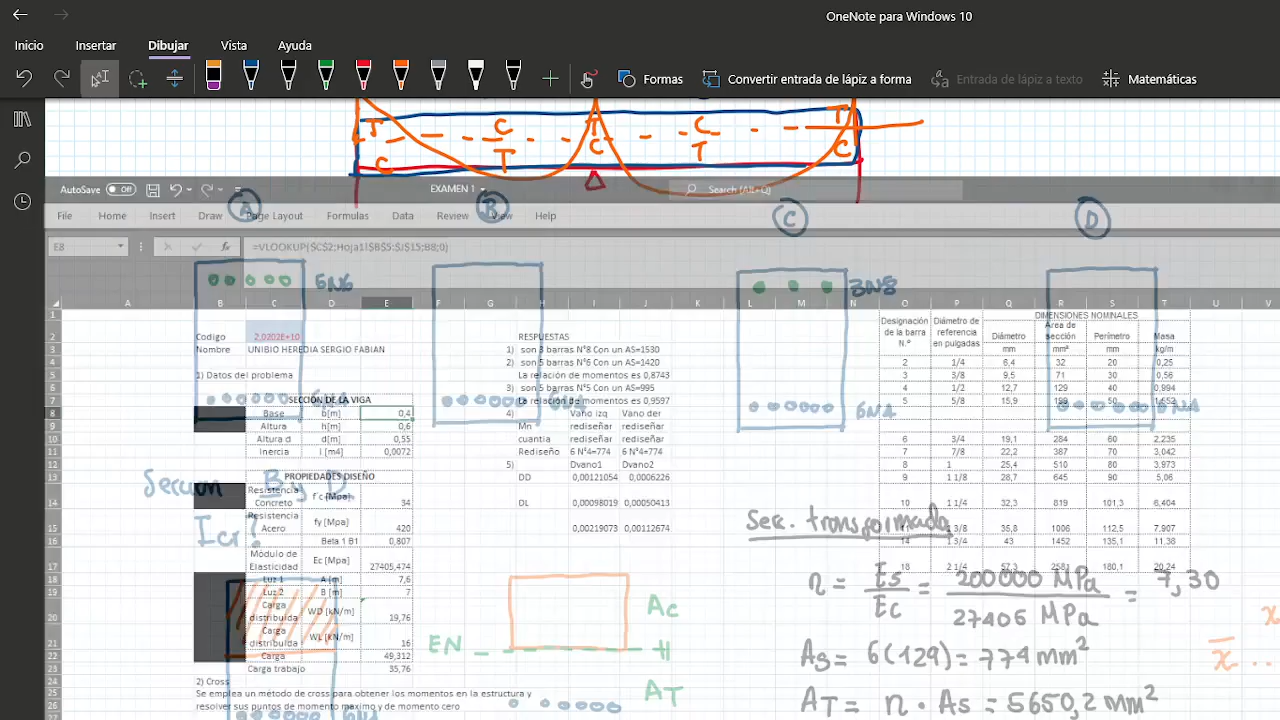 OneNote para Windows 10
Inicio Insertar Dibujar Vista Ayuda
Formas Convertir entrada de lápiz a forma Entrada de lápiz a texto Matemáticas
T C T C T
C T C T C
AutoSave Off EXAMEN 1 Search (Alt+Q)
File Home Insert Draw Page Layout Formulas Data Review View Help
A B C D
E8 fx =VLOOKUP($C$2;Hoja1!$B$5:$J$15;B8;0)
5N6 3N8
A B C D E F G H I J K L M N O P Q R S T U V
DIMENSIONES NOMINALES
Designación de la barra N.° Diámetro de referencia en pulgadas Diámetro Área de sección Perímetro Masa
mm mm² mm kg/m
Codigo 2,0202E+10 RESPUESTAS
Nombre UNIBIO HEREDIA SERGIO FABIAN 1) son 3 barras N°8 Con un AS=1530
2) son 5 barras N°6 Con un AS=1420 2 1/4 6,4 32 20 0,25
1) Datos del problema La relación de momentos es 0,8743 3 3/8 9,5 71 30 0,56
3) son 5 barras N°5 Con un AS=995 4 1/2 12,7 129 40 0,994
SECCIÓN DE LA VIGA La relación de momentos es 0,9597 5 5/8 15,9 199 50 1,552
Base b[m] 0,4 4) Vano izq Vano der 6N4
Altura h[m] 0,6 Mn rediseñar rediseñar
Altura d d[m] 0,55 cuantia rediseñar rediseñar 6 3/4 19,1 284 60 2,235
Inercia I [m4] 0,0072 Rediseño 6 N°4=774 6 N°4=774 7 7/8 22,2 387 70 3,042
5) Dvano1 Dvano2 8 1 25,4 510 80 3,973
PROPIEDADES DISEÑO DD 0,00121054 0,0006226 9 1 1/8 28,7 645 90 5,06
Seccion B y D
Resistencia Concreto f'c[Mpa] 34 DL 0,00098019 0,00050413 10 1 1/4 32,3 819 101,3 6,404
Sec. transformada
Resistencia Acero fy [Mpa] 420 0,00219073 0,00112674 11 1 3/8 35,8 1006 112,5 7,907
Icr?
Beta 1 B1 0,807 14 1 3/4 43 1452 135,1 11,38
Módulo de Elasticidad Ec [Mpa] 27405,474 18 2 1/4 57,3 2581 180,1 20,24
Luz 1 A [m] 7,6
Luz 2 B [m] 7
n = Es/Ec = 200000 MPa / 27405 MPa = 7,30
Carga distribuida WD [kN/m] 19,76 Ac
Carga distribuida WL[kN/m] 16
EN
As= 6(129)= 774 mm²
x̄ ..
Carga 49,312
Carga trabajo 35,76
2) Cross AT
Se emplea un método de cross para obtener los momentos en la estructura y
resolver sus puntos de momento maximo y de momento cero
AT = n · As = 5650,2 mm²